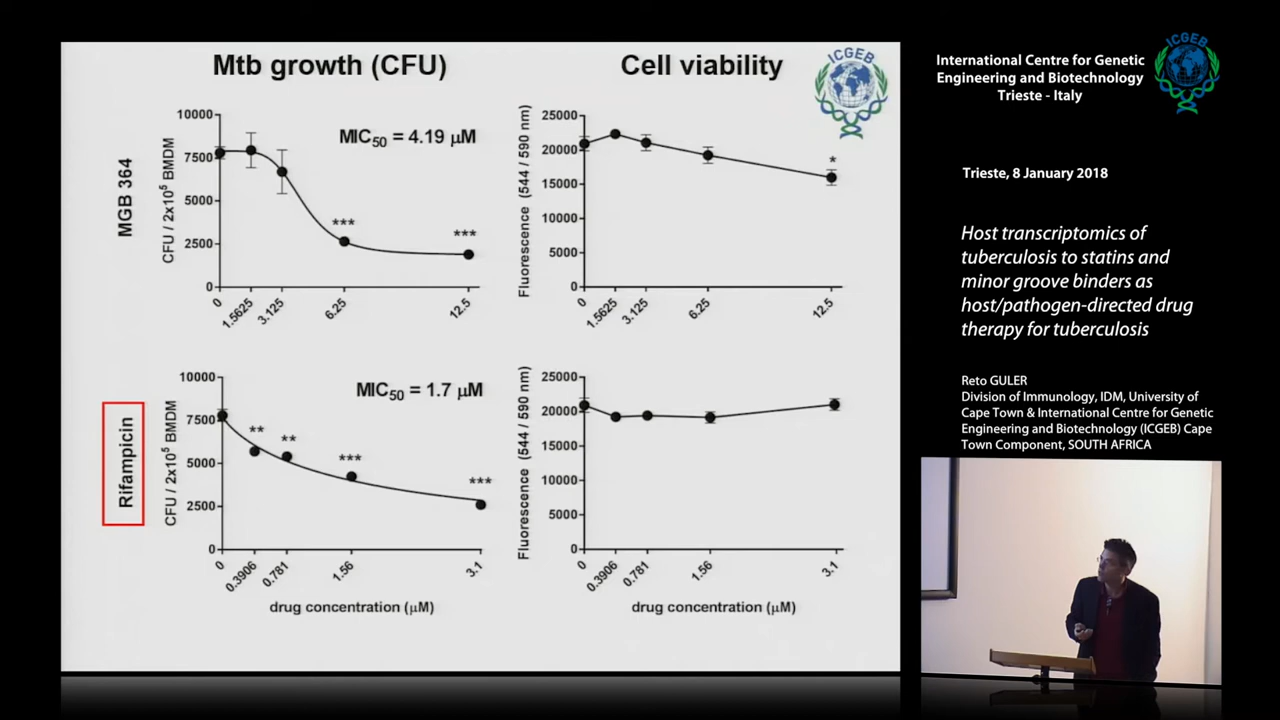 Mtb growth (CFU)
Cell viability
ICGEB
MGB 364
CFU / 2x10⁵ BMDM
10000
7500
5000
2500
0
MIC₅₀ = 4.19 µM
***
***
0
1.5625
3.125
6.25
12.5
Fluorescence (544 / 590 nm)
25000
20000
15000
10000
5000
0
*
0
1.5625
3.125
6.25
12.5
Rifampicin
CFU / 2x10⁵ BMDM
10000
7500
5000
2500
0
MIC₅₀ = 1.7 µM
**
**
***
***
0
0.3906
0.781
1.56
3.1
drug concentration (µM)
Fluorescence (544 / 590 nm)
25000
20000
15000
10000
5000
0
0
0.3906
0.781
1.56
3.1
drug concentration (µM)
International Centre for Genetic
Engineering and Biotechnology
Trieste - Italy
ICGEB
Trieste, 8 January 2018
Host transcriptomics of
tuberculosis to statins and
minor groove binders as
host/pathogen-directed drug
therapy for tuberculosis
Reto GULER
Division of Immunology, IDM, University of
Cape Town & International Centre for Genetic
Engineering and Biotechnology (ICGEB) Cape
Town Component, SOUTH AFRICA